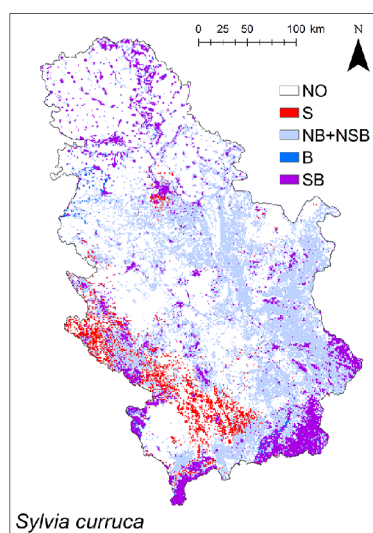 0 25 50 100 km
N
NO
S
NB+NSB
B
SB
Sylvia curruca